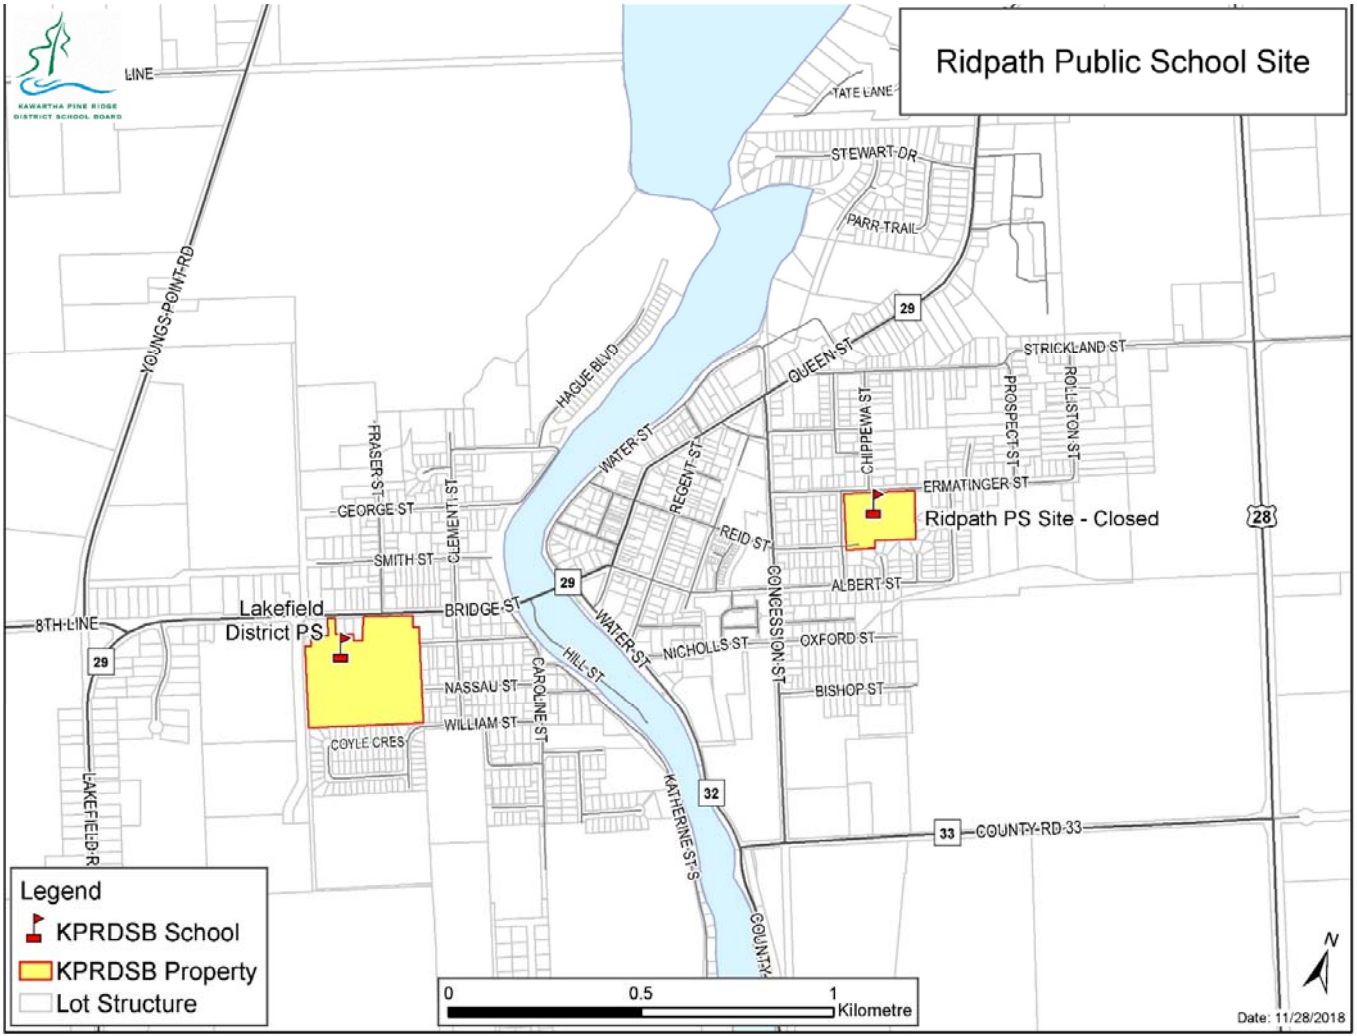 KAWARTHA PINE RIDGE
DISTRICT SCHOOL BOARD
LINE
Ridpath Public School Site
TATE LANE
STEWART DR
PARR TRAIL
YOUNGS POINT RD
29
HAGUE BLVD
QUEEN ST
STRICKLAND ST
PROSPECT ST
ROLLISTON ST
CHIPPEWA ST
FRASER ST
WATER ST
REGENT ST
CLEMENTI ST
GEORGE ST
ERMATINGER ST
Ridpath PS Site - Closed
28
REID ST
SMITH ST
29
ALBERT ST
CONCESSION ST
Lakefield
District PS
BRIDGE ST
8TH LINE
29
WATER ST
NICHOLLS ST
OXFORD ST
HILL ST
CAROLINE ST
NASSAU ST
BISHOP ST
WILLIAM ST
COYLE CRES
LAKEFIELD R
KATHERINE ST S
32
33
COUNTY RD 33
COUNTY
Legend
KPRDSB School
KPRDSB Property
Lot Structure
0
0.5
1
Kilometre
N
Date: 11/28/2018